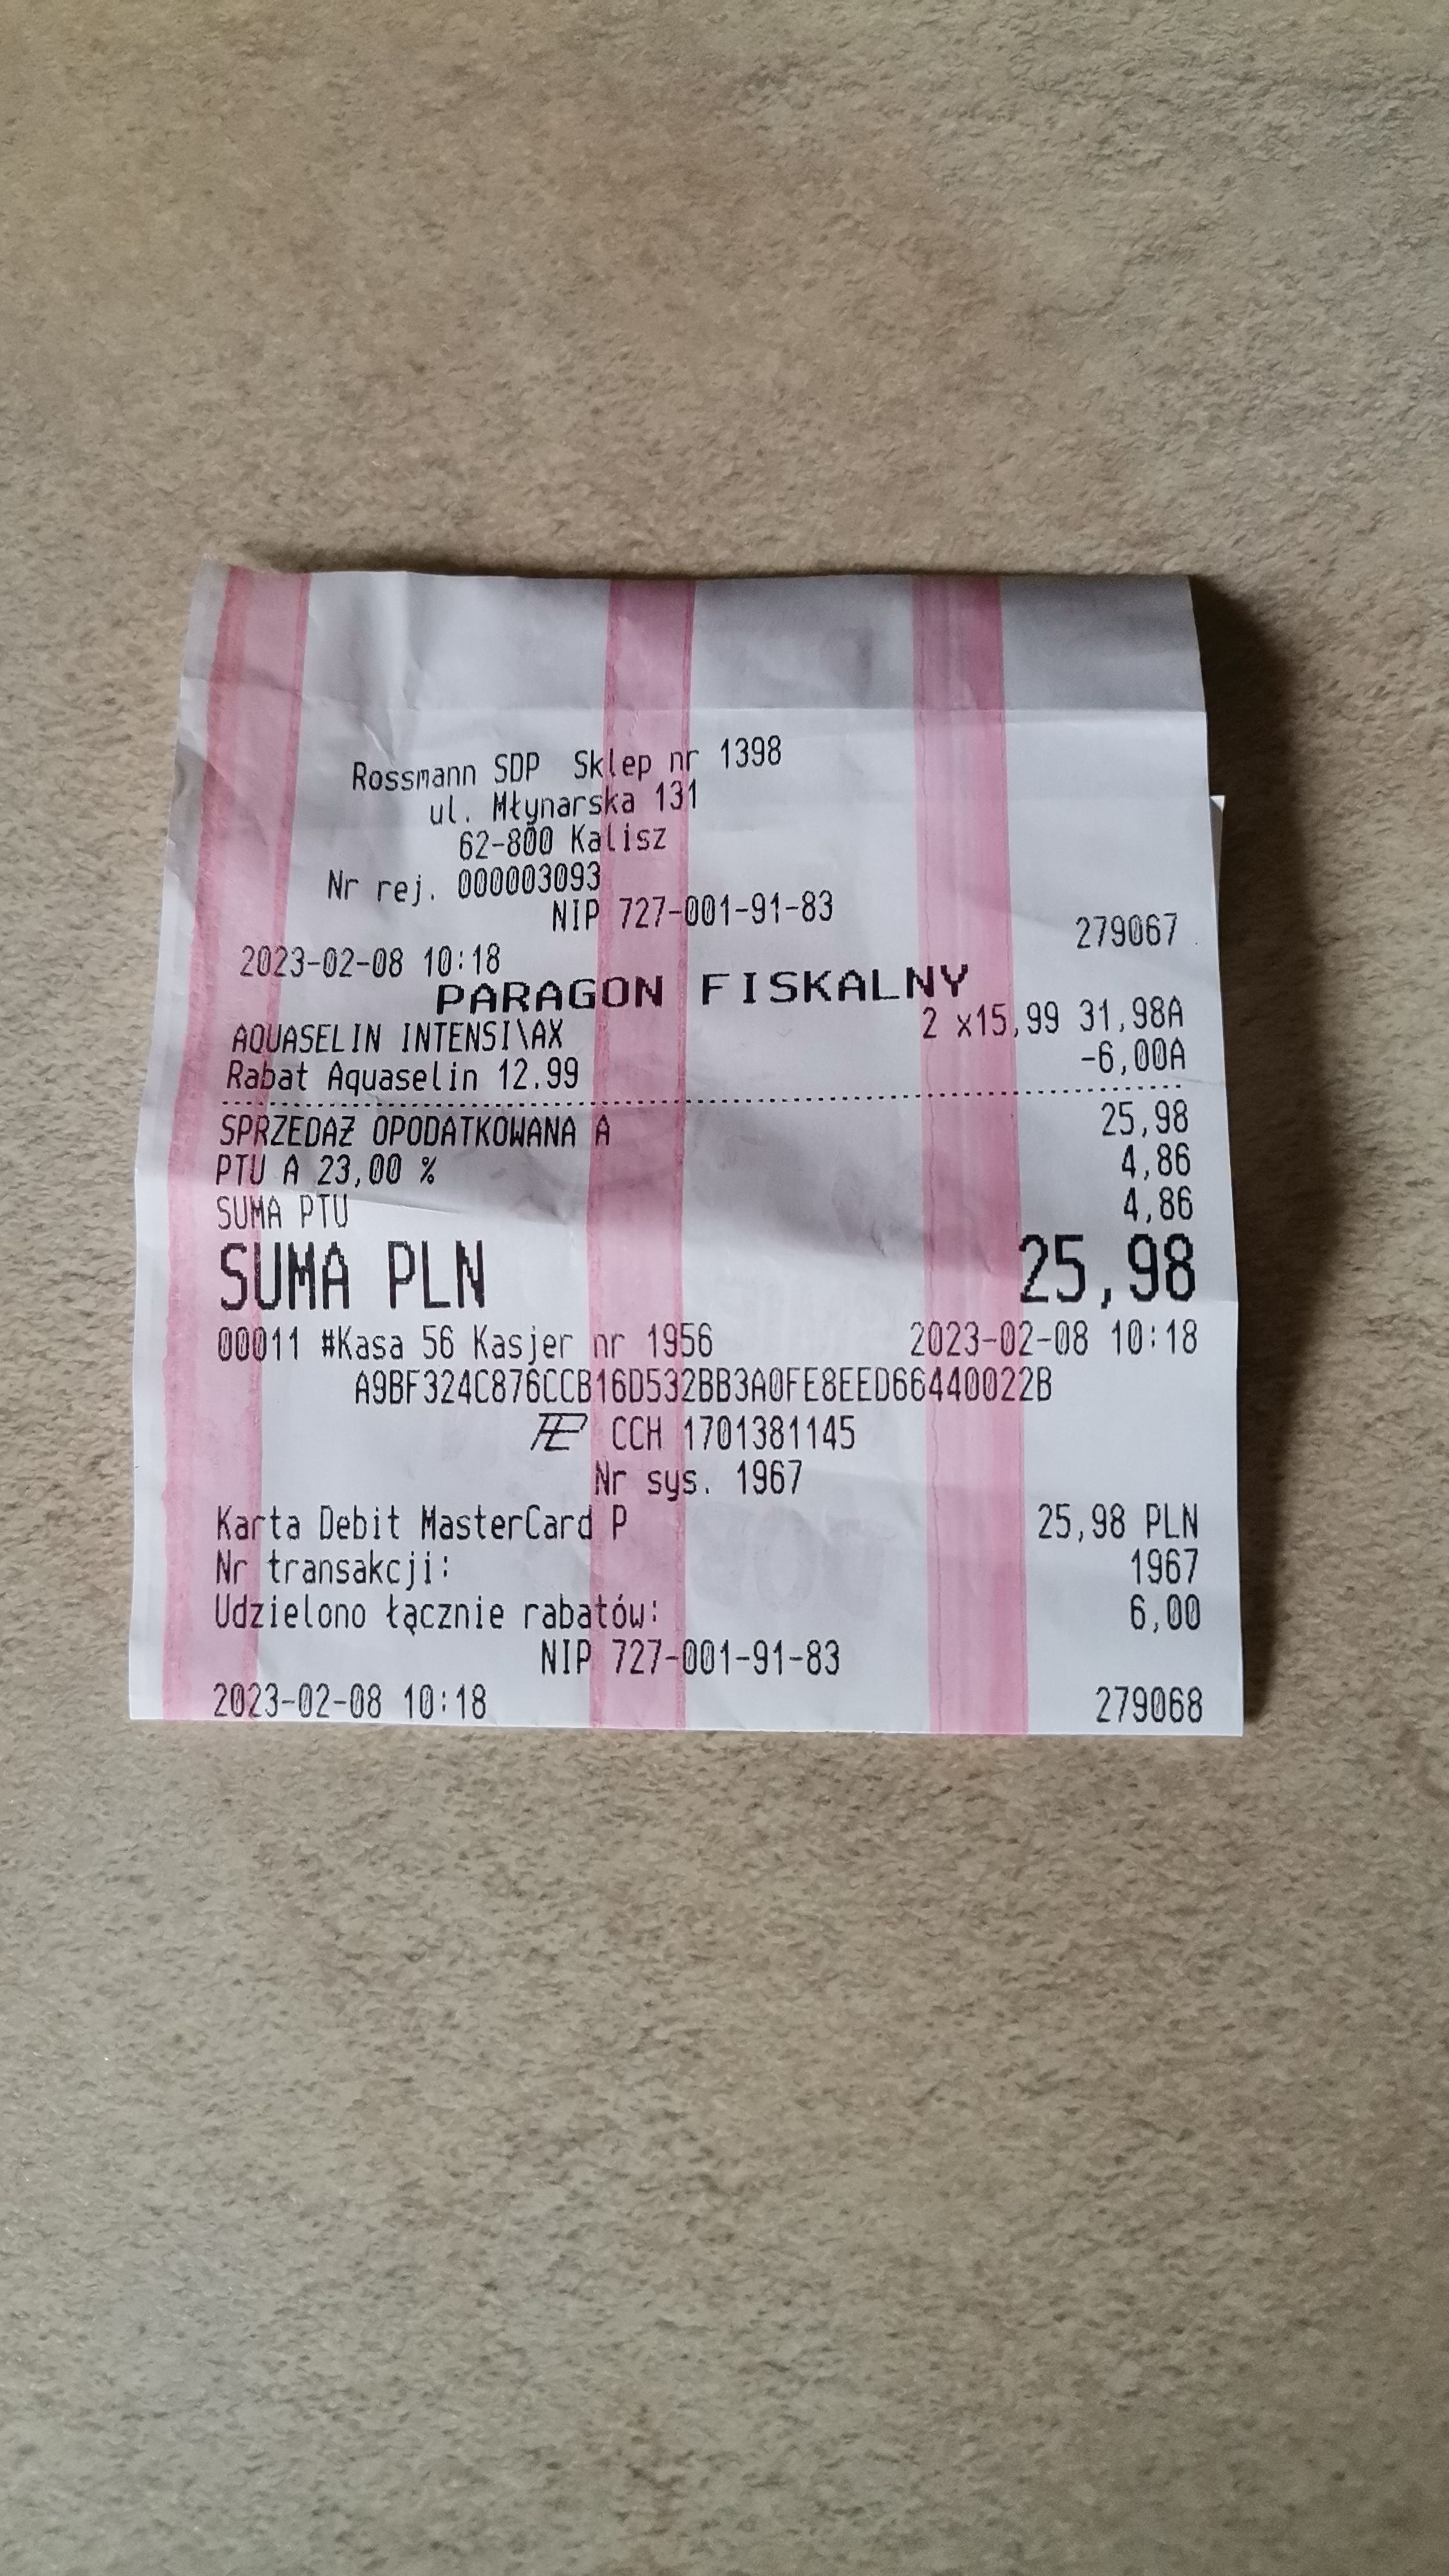 Rossmann SDP Sklep nr 1398
ul. Młynarska 131
62-800 Kalisz
Nr rej. 000003093
NIP 727-001-91-83
2023-02-08 10:18 279067
PARAGON FISKALNY
AQUASELIN INTENSI\AX 2 x15,99 31,98A
Rabat Aquaselin 12.99 -6,00A
SPRZEDAŻ OPODATKOWANA A 25,98
PTU A 23,00 % 4,86
SUMA PTU 4,86
SUMA PLN 25,98
00011 #Kasa 56 Kasjer nr 1956 2023-02-08 10:18
A9BF324C876CCB16D532BB3A0FE8EED66440022B
CCH 1701381145
Nr sys. 1967
Karta Debit MasterCard P 25,98 PLN
Nr transakcji: 1967
Udzielono łącznie rabatów: 6,00
NIP 727-001-91-83
2023-02-08 10:18 279068